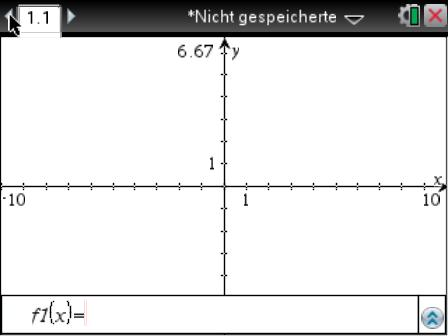 1.1
*Nicht gespeicherte
6.67 y
1
x
-10
1
10
f1(x)=